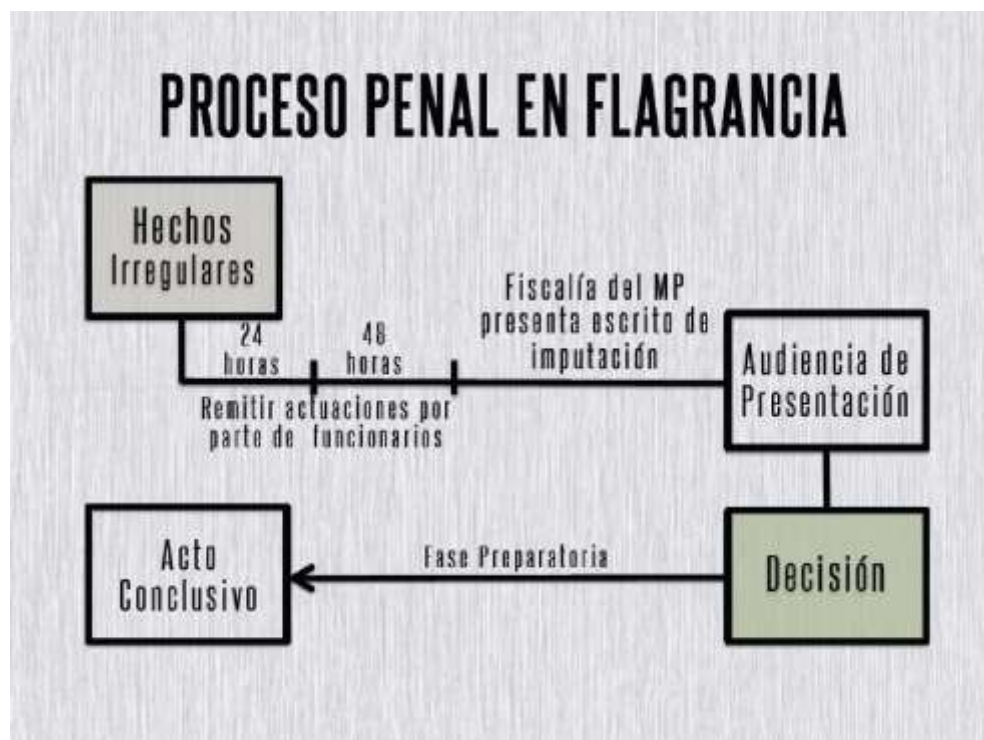 PROCESO PENAL EN FLAGRANCIA
Hechos
Irregulares
24
horas
48
horas
Remitir actuaciones por
parte de funcionarios
Fiscalía del MP
presenta escrito de
imputación
Audiencia de
Presentación
Decisión
Fase Preparatoria
Acto
Conclusivo